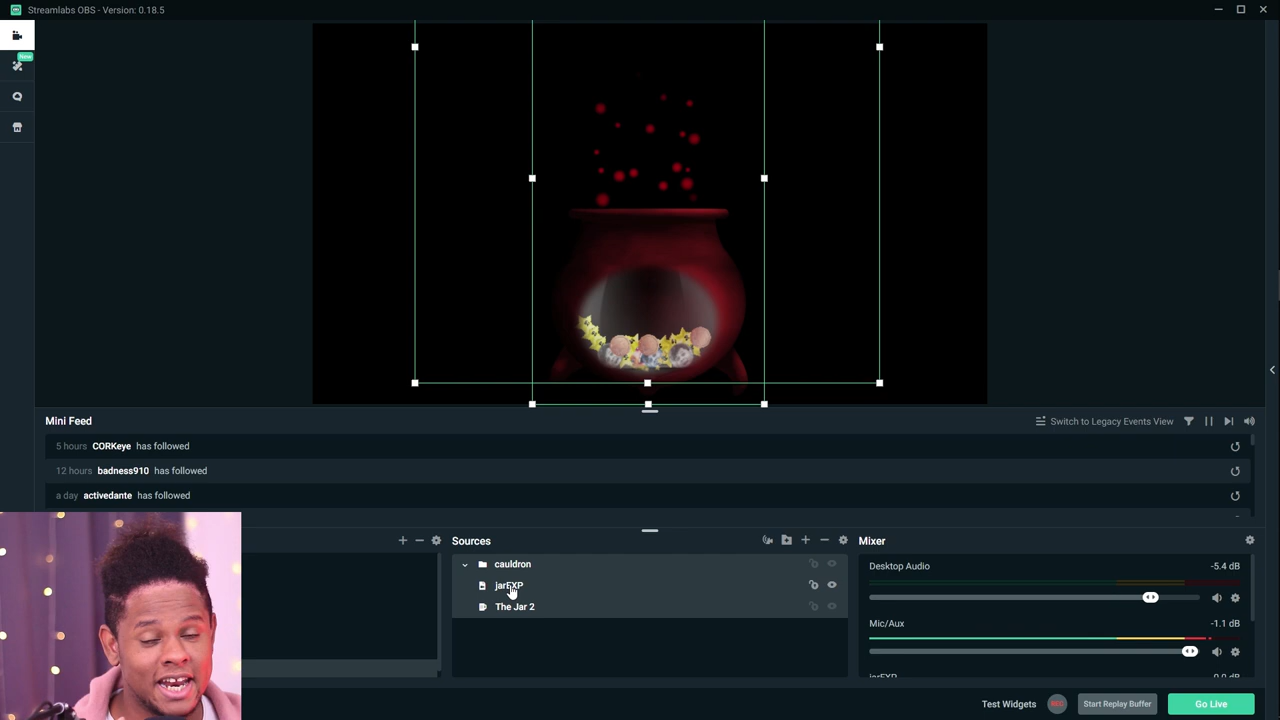 Streamlabs OBS - Version: 0.18.5
New
Mini Feed
Switch to Legacy Events View
5 hours CORKeye has followed
12 hours badness910 has followed
a day activedante has followed
Sources
cauldron
jarEXP
The Jar 2
Mixer
Desktop Audio -5.4 dB
Mic/Aux -1.1 dB
Test Widgets REC Start Replay Buffer Go Live